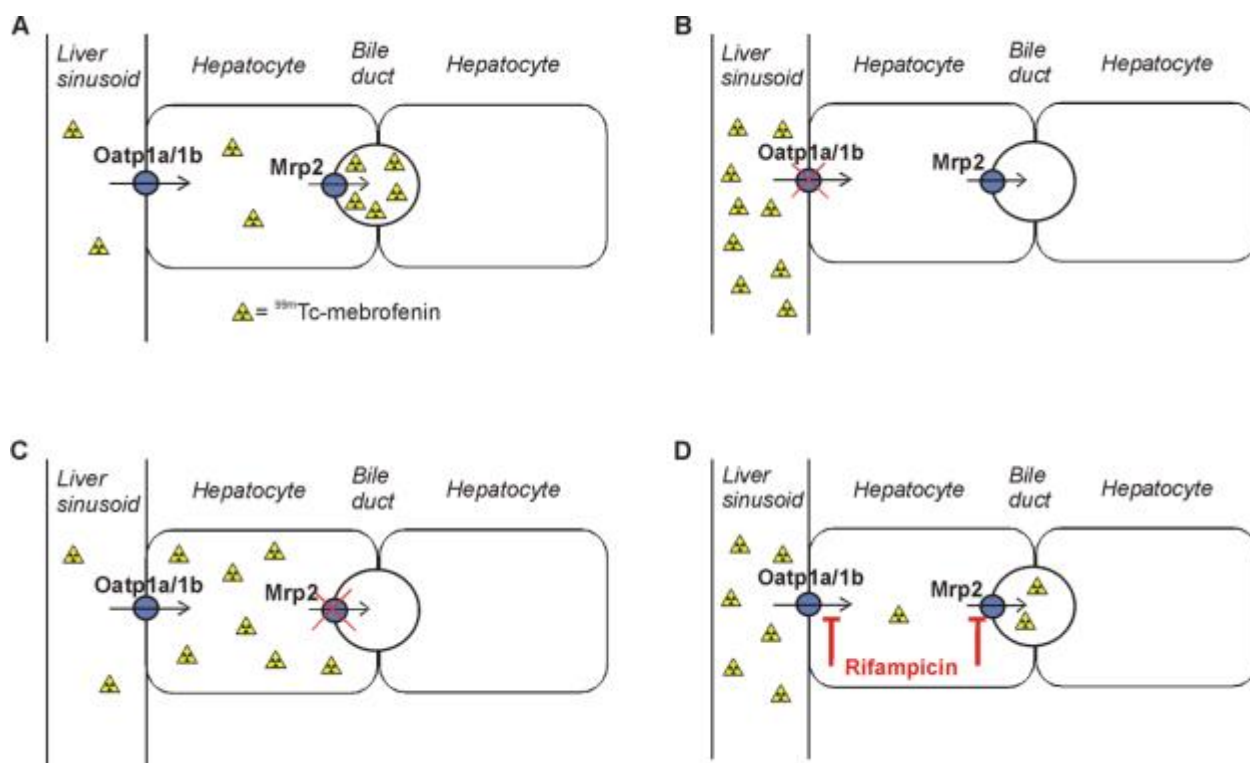 A
Liver
sinusoid
Hepatocyte
Bile
duct
Hepatocyte
Oatp1a/1b
Mrp2
= 99mTc-mebrofenin
B
Liver
sinusoid
Hepatocyte
Bile
duct
Hepatocyte
Oatp1a/1b
Mrp2
C
Liver
sinusoid
Hepatocyte
Bile
duct
Hepatocyte
Oatp1a/1b
Mrp2
D
Liver
sinusoid
Hepatocyte
Bile
duct
Hepatocyte
Oatp1a/1b
Mrp2
Rifampicin